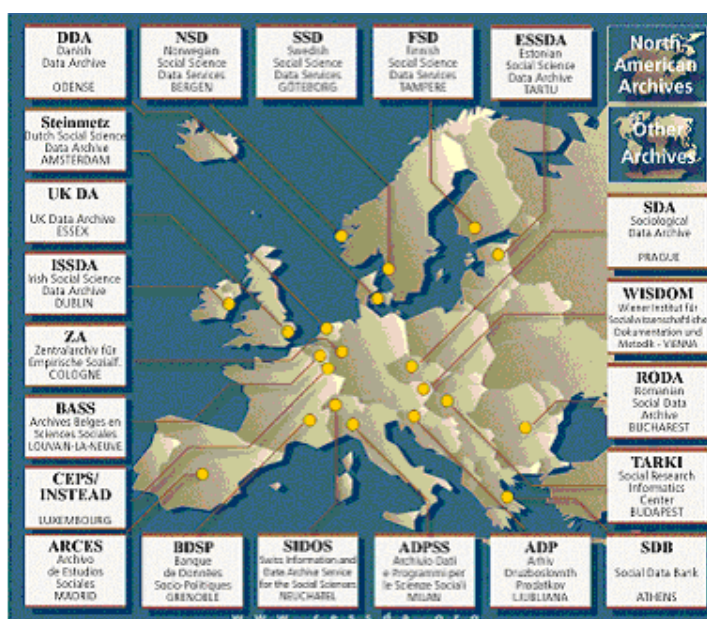 DDA
Danish
Data Archive
ODENSE
NSD
Norwegian
Social Science
Data Services
BERGEN
SSD
Swedish
Social Science
Data Services
GÖTEBORG
FSD
Finnish
Social Science
Data Services
TAMPERE
ESSDA
Estonian
Social Science
Data Archive
TARTU
North
American
Archives
Other
Archives
Steinmetz
Dutch Social Science
Data Archive
AMSTERDAM
UK DA
UK Data Archive
ESSEX
ISSDA
Irish Social Science
Data Archive
DUBLIN
ZA
Zentralarchiv für
Empirische Sozialf.
COLOGNE
BASS
Archives Belges en
Sciences Sociales
LOUVAIN-LA-NEUVE
CEPS/
INSTEAD
LUXEMBOURG
SDA
Sociological
Data Archive
PRAGUE
WISDOM
Wiener Institut für
Sozialwissenschaftliche
Dokumentation und
Metodik - VIENNA
RODA
Romanian
Social Data
Archive
BUCHAREST
TARKI
Social Research
Informatics
Center
BUDAPEST
ARCES
Archivo
de Estudios
Sociales
MADRID
BDSP
Banque
de Données
Socio-Politiques
GRENOBLE
SIDOS
Swiss Information and
Data Archive Service
for the Social Sciences
NEUCHATEL
ADPSS
Archivio Dati
e Programmi per
le Scienze Sociali
MILAN
ADP
Arhiv
Druzboslovnih
Podatkov
LJUBLJANA
SDB
Social Data Bank
ATHENS
www.cessda.org